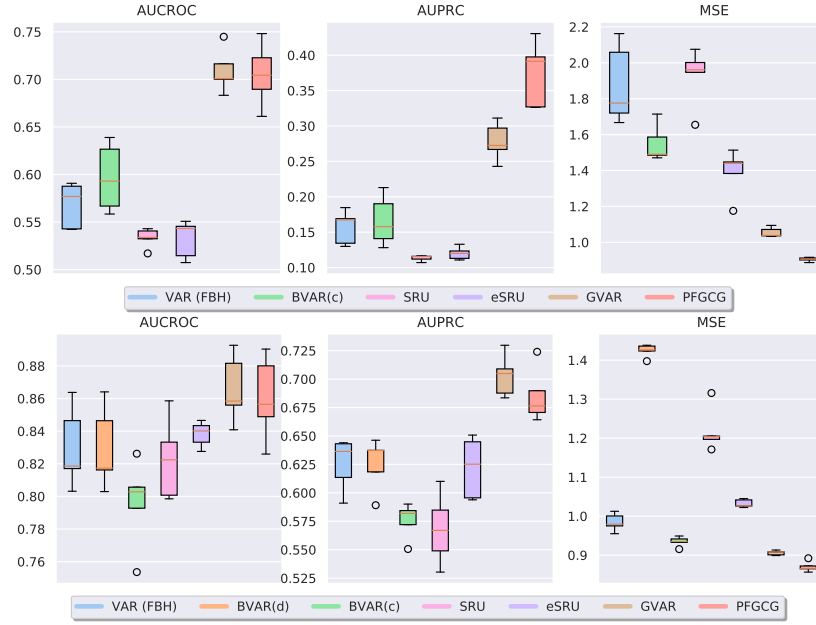 AUCROC AUPRC MSE
0.75 0.70 0.65 0.60 0.55 0.50
0.40 0.35 0.30 0.25 0.20 0.15 0.10
2.2 2.0 1.8 1.6 1.4 1.2 1.0
VAR (FBH) BVAR(c) SRU eSRU GVAR PFGCG
AUCROC AUPRC MSE
0.88 0.86 0.84 0.82 0.80 0.78 0.76
0.725 0.700 0.675 0.650 0.625 0.600 0.575 0.550 0.525
1.4 1.3 1.2 1.1 1.0 0.9
VAR (FBH) BVAR(d) BVAR(c) SRU eSRU GVAR PFGCG